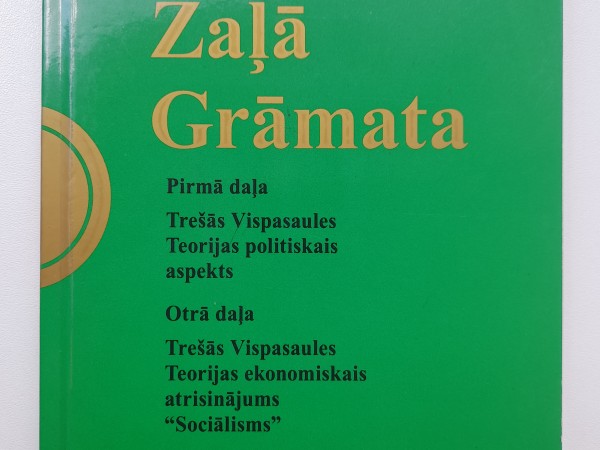 Zaļā
Grāmata
Pirmā daļa
Trešās Vispasaules
Teorijas politiskais
aspekts
Otrā daļa
Trešās Vispasaules
Teorijas ekonomiskais
atrisinājums
“Sociālisms”